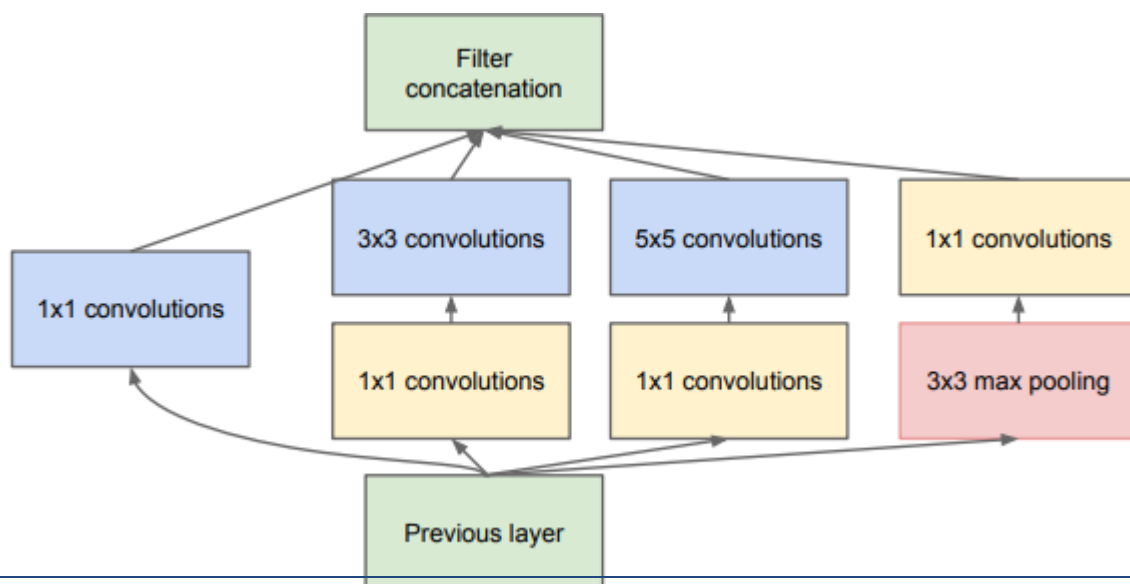 Filter
concatenation
3x3 convolutions
5x5 convolutions
1x1 convolutions
1x1 convolutions
1x1 convolutions
1x1 convolutions
3x3 max pooling
Previous layer